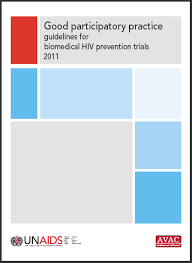 Good participatory practice
guidelines for
biomedical HIV prevention trials
2011
UNAIDS
AVAC